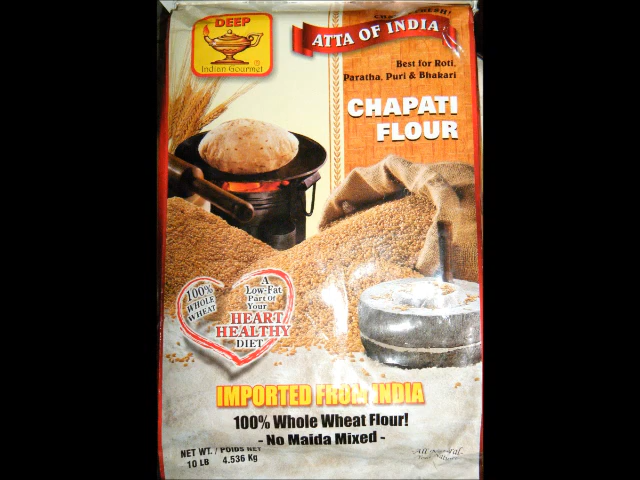 DEEP
Indian Gourmet
ATTA OF INDIA
Best for Roti,
Paratha, Puri & Bhakari
CHAPATI
FLOUR
100%
WHOLE
WHEAT
A
Low-Fat
Part Of
Your
HEART
HEALTHY
DIET
IMPORTED FROM INDIA
100% Whole Wheat Flour!
- No Maida Mixed -
NET WT. / POIDS NET
10 LB 4.536 Kg
All Natural